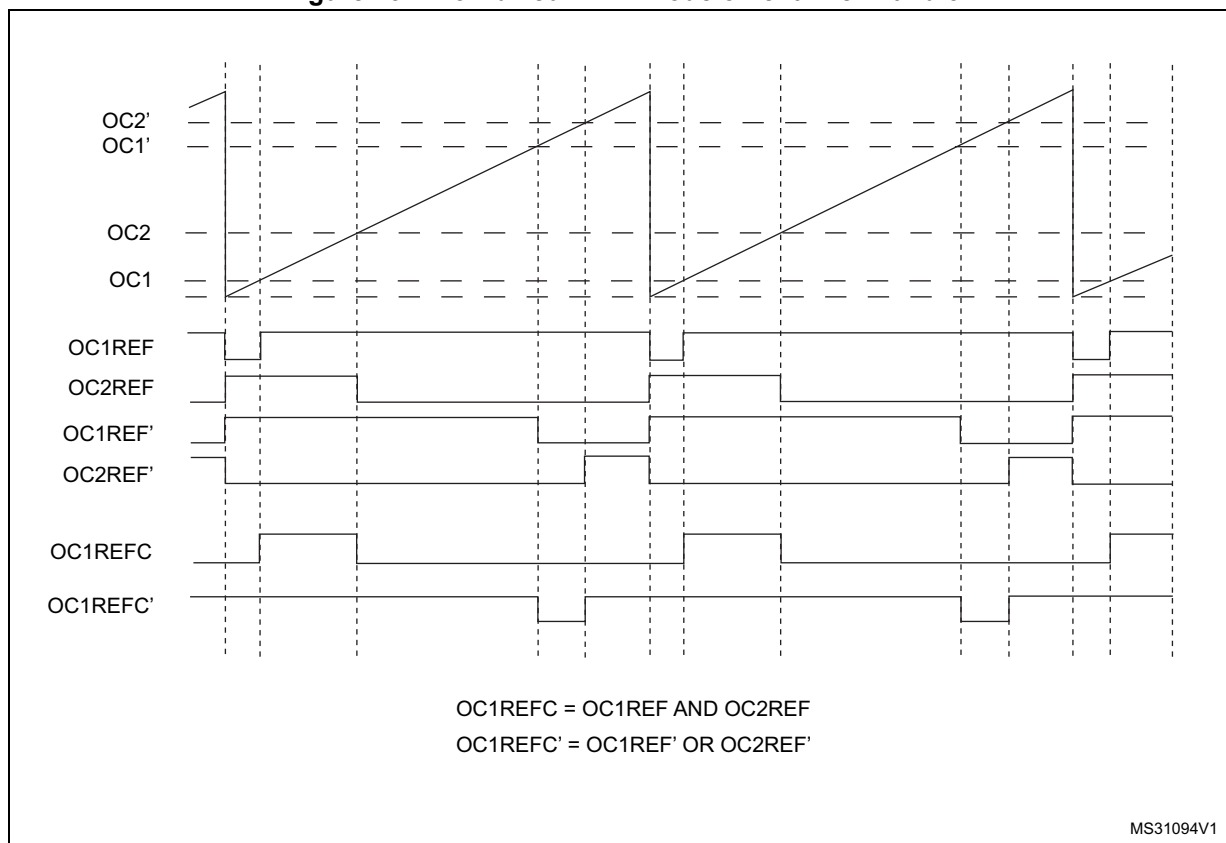 OC2’
OC1’
OC2
OC1
OC1REF
OC2REF
OC1REF’
OC2REF’
OC1REFC
OC1REFC’
OC1REFC = OC1REF AND OC2REF
OC1REFC’ = OC1REF’ OR OC2REF’
MS31094V1